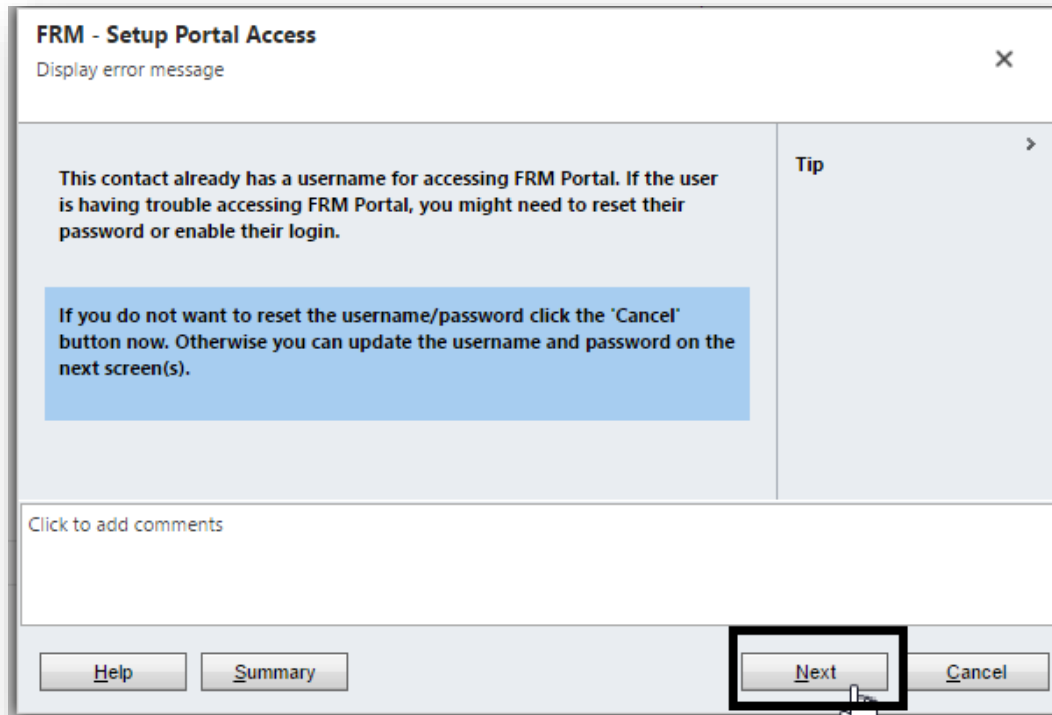 FRM - Setup Portal Access
Display error message
This contact already has a username for accessing FRM Portal. If the user
is having trouble accessing FRM Portal, you might need to reset their
password or enable their login.
Tip
If you do not want to reset the username/password click the 'Cancel'
button now. Otherwise you can update the username and password on the
next screen(s).
Click to add comments
Help
Summary
Next
Cancel